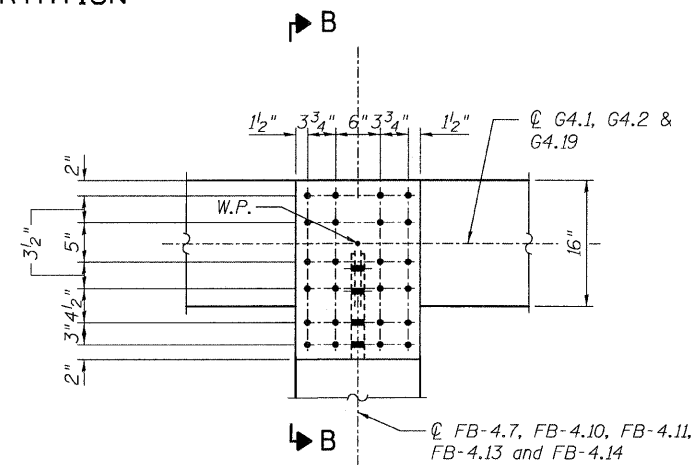 RTITION
B
1½" 3¾" 6" 3¾" 1½"
℄ G4.1, G4.2 &
G4.19
2"
W.P.
3½"
5"
16"
4½"
3"
2"
B
℄ FB-4.7, FB-4.10, FB-4.11,
FB-4.13 and FB-4.14